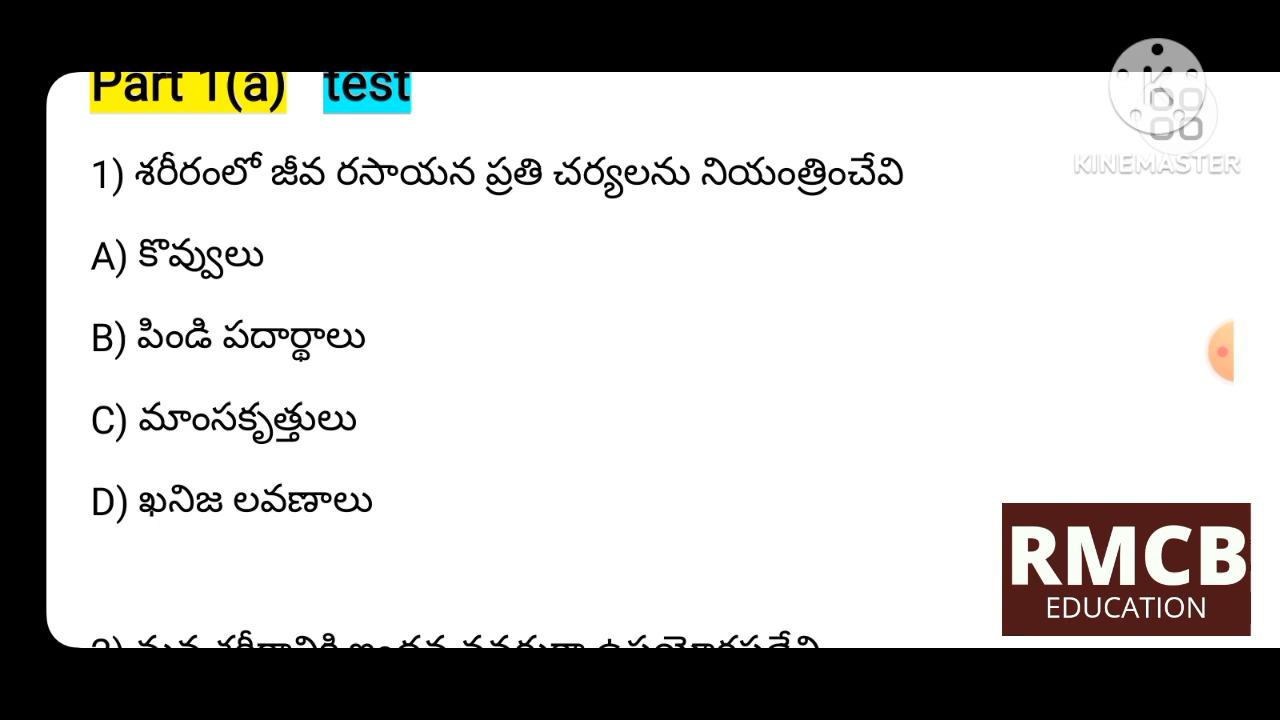 Part 1(a) test
KINEMASTER
1) శరీరంలో జీవ రసాయన ప్రతి చర్యలను నియంత్రించేవి
A) కొవ్వులు
B) పిండి పదార్థాలు
C) మాంసకృత్తులు
D) ఖనిజ లవణాలు
RMCB
EDUCATION